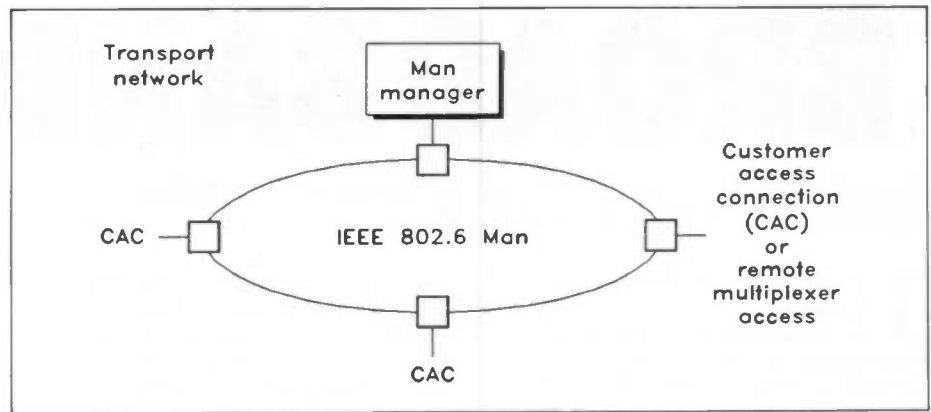 Transport
network
Man
manager
CAC
IEEE 802.6 Man
Customer
access
connection
(CAC)
or
remote
multiplexer
access
CAC